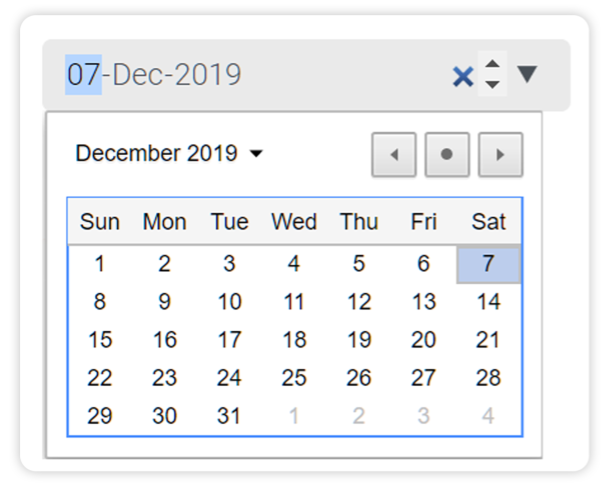 07-Dec-2019
December 2019
Sun Mon Tue Wed Thu Fri Sat
1 2 3 4 5 6 7
8 9 10 11 12 13 14
15 16 17 18 19 20 21
22 23 24 25 26 27 28
29 30 31 1 2 3 4